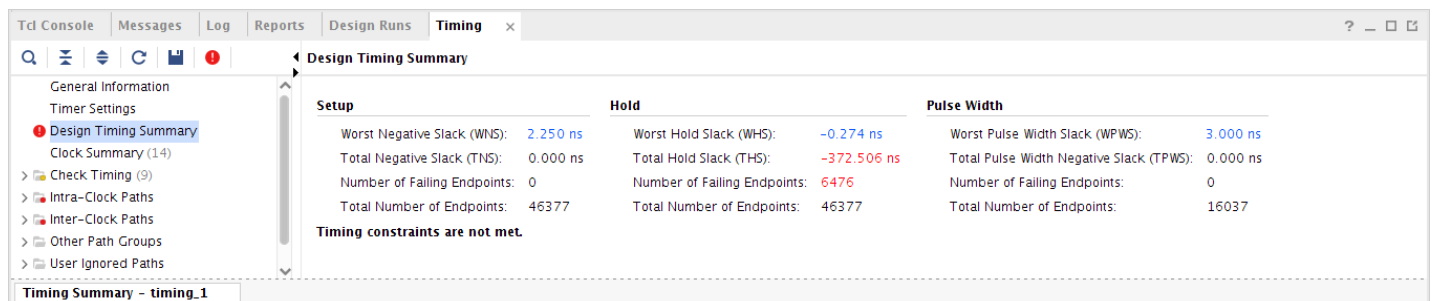 Tcl Console Messages Log Reports Design Runs Timing × ? _
Design Timing Summary
General Information
Timer Settings
Design Timing Summary
Clock Summary (14)
> Check Timing (9)
> Intra-Clock Paths
> Inter-Clock Paths
> Other Path Groups
> User Ignored Paths
Setup Hold Pulse Width
Worst Negative Slack (WNS): 2.250 ns Worst Hold Slack (WHS): -0.274 ns Worst Pulse Width Slack (WPWS): 3.000 ns
Total Negative Slack (TNS): 0.000 ns Total Hold Slack (THS): -372.506 ns Total Pulse Width Negative Slack (TPWS): 0.000 ns
Number of Failing Endpoints: 0 Number of Failing Endpoints: 6476 Number of Failing Endpoints: 0
Total Number of Endpoints: 46377 Total Number of Endpoints: 46377 Total Number of Endpoints: 16037
Timing constraints are not met.
Timing Summary - timing_1